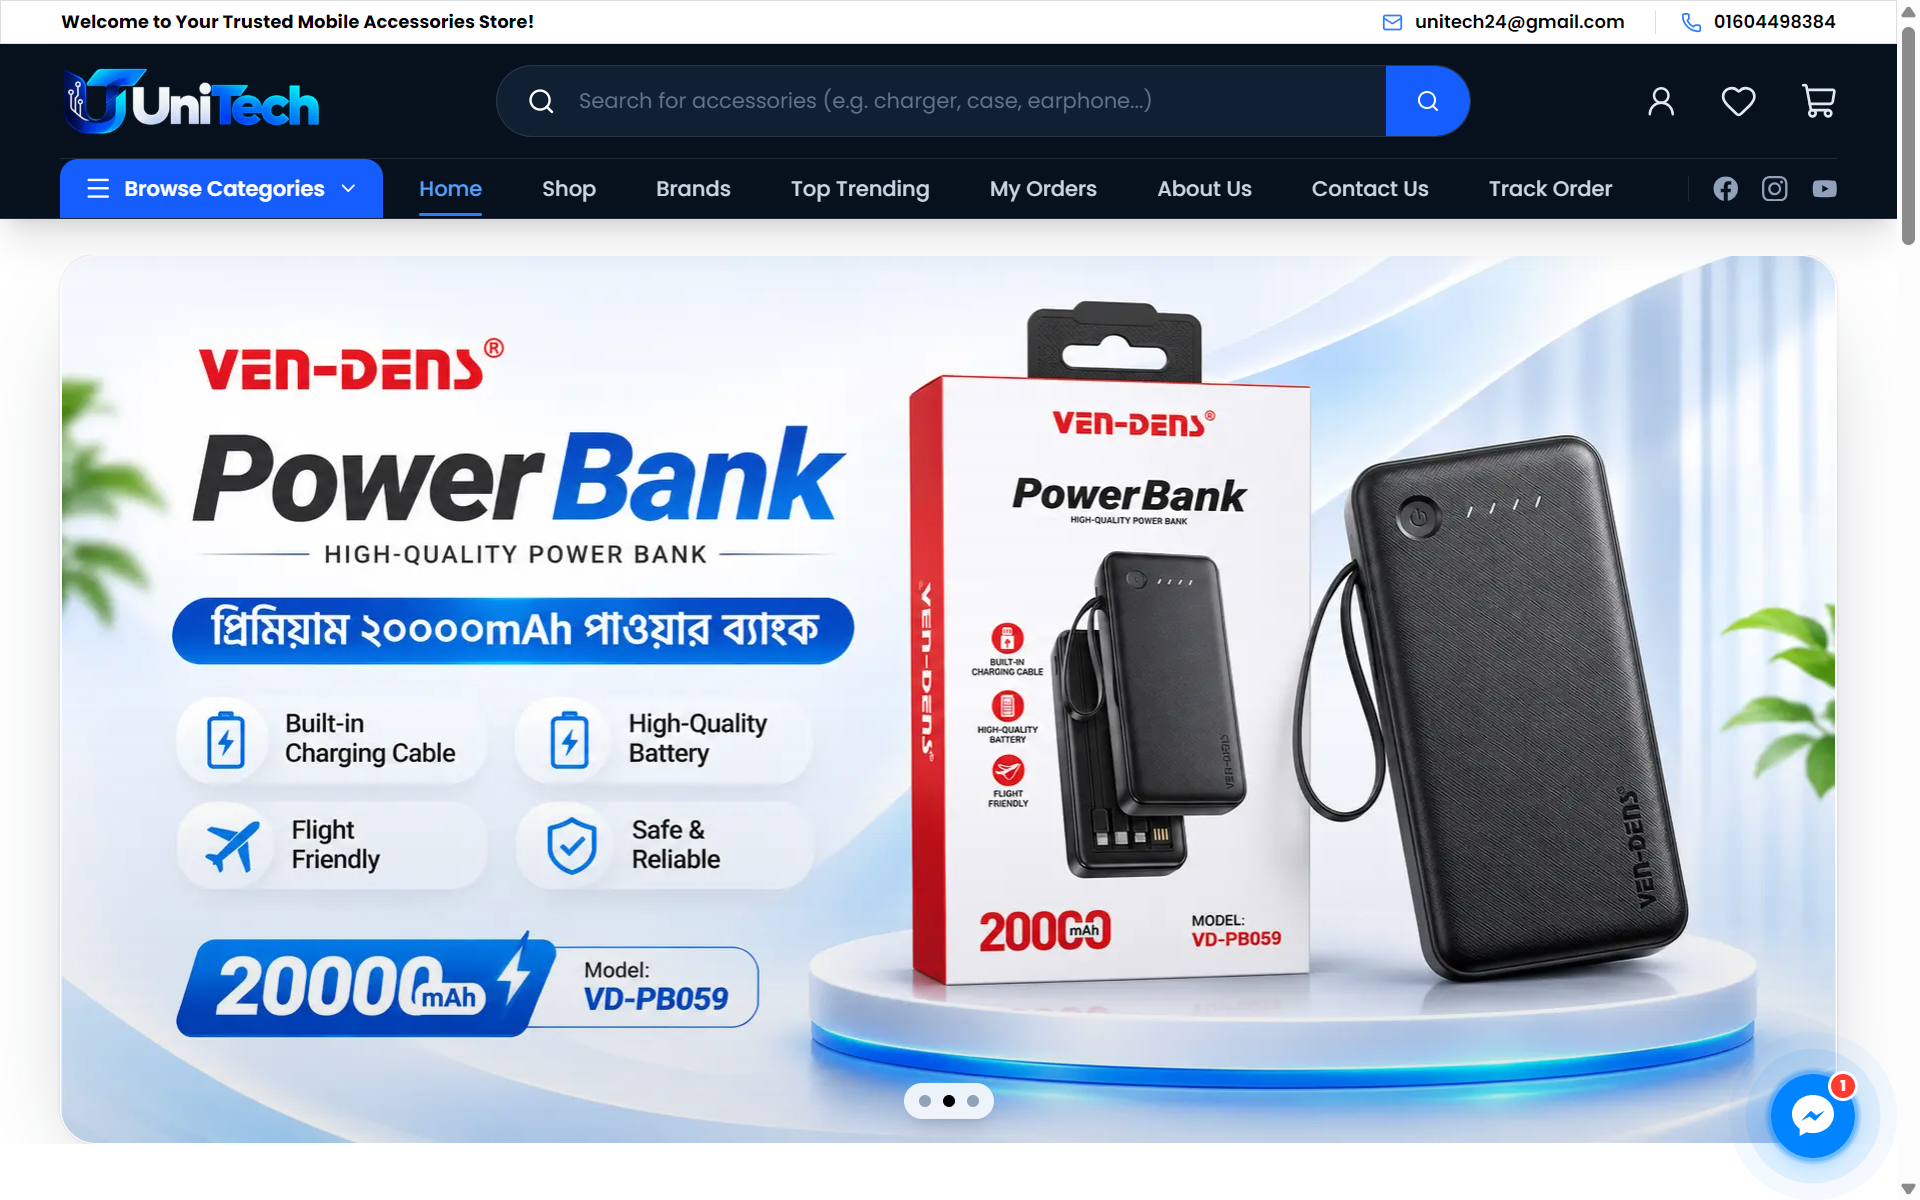 Welcome to Your Trusted Mobile Accessories Store!
unitech24@gmail.com
01604498384
UniTech
Search for accessories (e.g. charger, case, earphone...)
Browse Categories
Home
Shop
Brands
Top Trending
My Orders
About Us
Contact Us
Track Order
VEN-DENS®
Power Bank
HIGH-QUALITY POWER BANK
প্রিমিয়াম ২০০০০mAh পাওয়ার ব্যাংক
Built-in
Charging Cable
High-Quality
Battery
Flight
Friendly
Safe &
Reliable
20000mAh
Model:
VD-PB059
VEN-DENS®
PowerBank
HIGH-QUALITY POWER BANK
BUILT-IN
CHARGING CABLE
HIGH-QUALITY
BATTERY
FLIGHT
FRIENDLY
VEN-DENS
20000mAh
MODEL:
VD-PB059
VEN-DENS®
VEN-DENS®
1